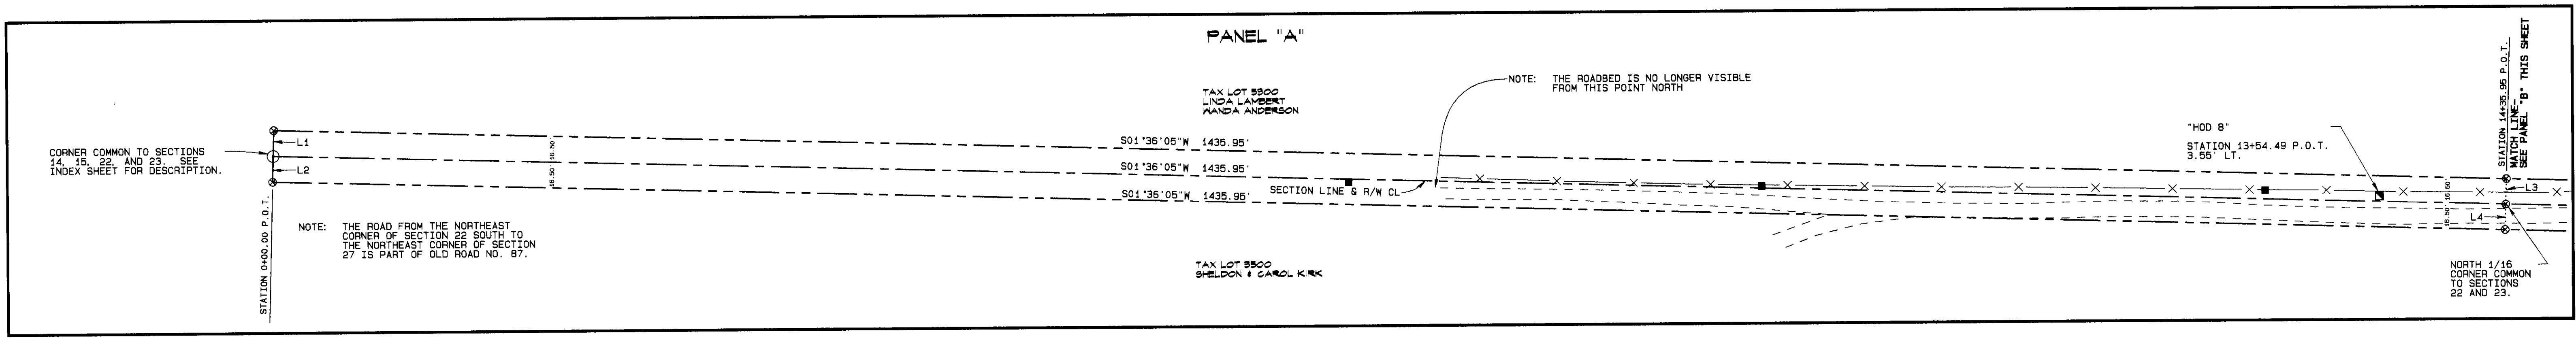 PANEL "A"
TAX LOT 5300
LINDA LAMBERT
WANDA ANDERSON
NOTE: THE ROADBED IS NO LONGER VISIBLE
FROM THIS POINT NORTH
CORNER COMMON TO SECTIONS
14, 15, 22, AND 23. SEE
INDEX SHEET FOR DESCRIPTION.
L1
L2
16.50'
16.50'
S01°36'05"W 1435.95'
S01°36'05"W 1435.95'
S01°36'05"W 1435.95'
SECTION LINE & R/W CL
"HOD 8"
STATION 13+54.49 P.O.T.
3.55' LT.
STATION 14+35.95 P.O.T.
MATCH LINE-
SEE PANEL "B" THIS SHEET
16.50'
16.50'
L3
L4
STATION 0+00.00 P.O.T.
NOTE: THE ROAD FROM THE NORTHEAST
CORNER OF SECTION 22 SOUTH TO
THE NORTHEAST CORNER OF SECTION
27 IS PART OF OLD ROAD NO. 87.
TAX LOT 5500
SHELDON & CAROL KIRK
NORTH 1/16
CORNER COMMON
TO SECTIONS
22 AND 23.